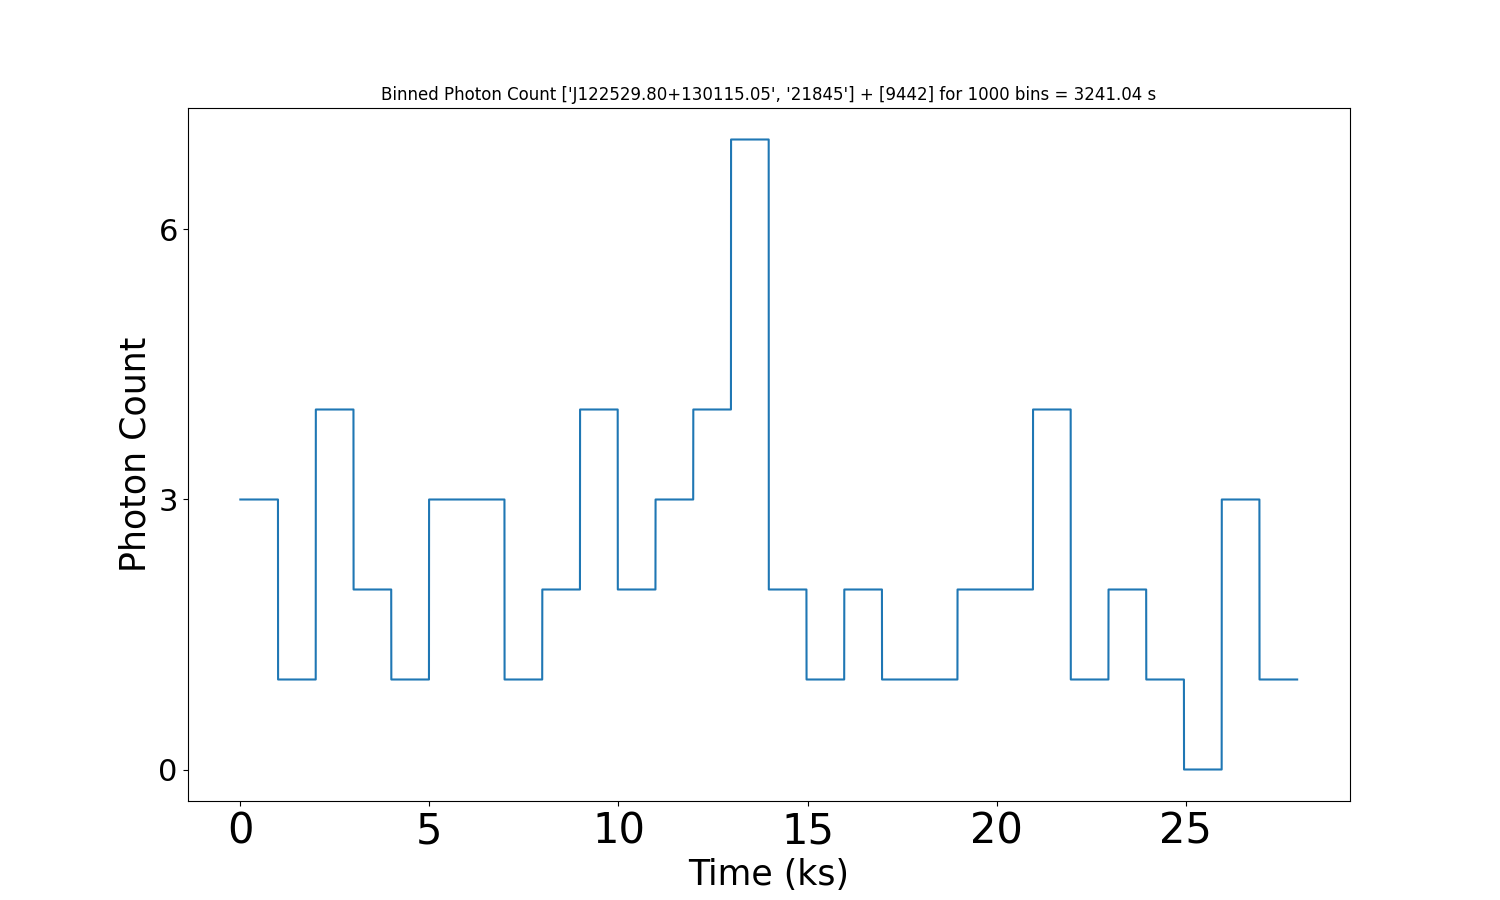 Binned Photon Count ['J122529.80+130115.05', '21845'] + [9442] for 1000 bins = 3241.04 s
6
3
0
Photon Count
0 5 10 15 20 25
Time (ks)